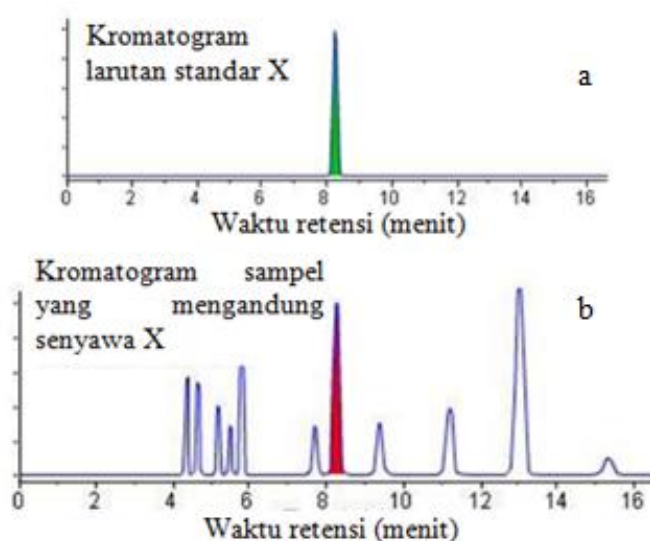 Kromatogram
larutan standar X
a
0 2 4 6 8 10 12 14 16
Waktu retensi (menit)
Kromatogram sampel
yang mengandung
senyawa X
b
0 2 4 6 8 10 12 14 16
Waktu retensi (menit)